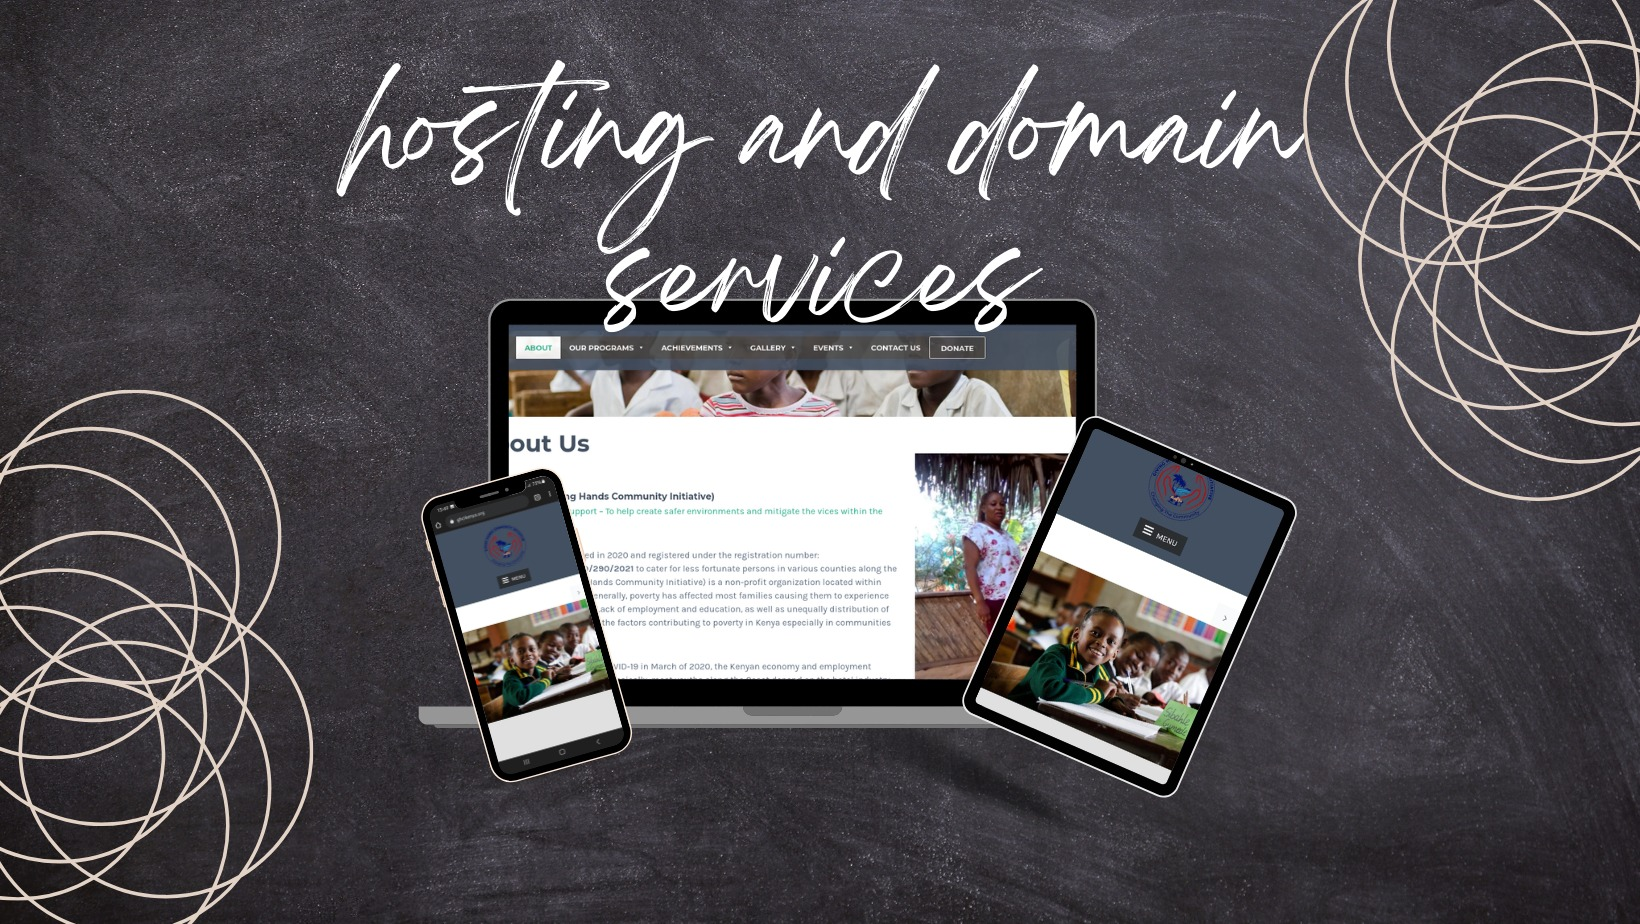 hosting and domain
services
ABOUT OUR PROGRAMS ACHIEVEMENTS GALLERY EVENTS CONTACT US DONATE
out Us
ng Hands Community Initiative)
upport – To help create safer environments and mitigate the vices within the
ed in 2020 and registered under the registration number:
/290/2021 to cater for less fortunate persons in various counties along the
Hands Community Initiative) is a non-profit organization located within
enerally, poverty has affected most families causing them to experience
Lack of employment and education, as well as unequally distribution of
the factors contributing to poverty in Kenya especially in communities
VID-19 in March of 2020, the Kenyan economy and employment
MENU
MENU